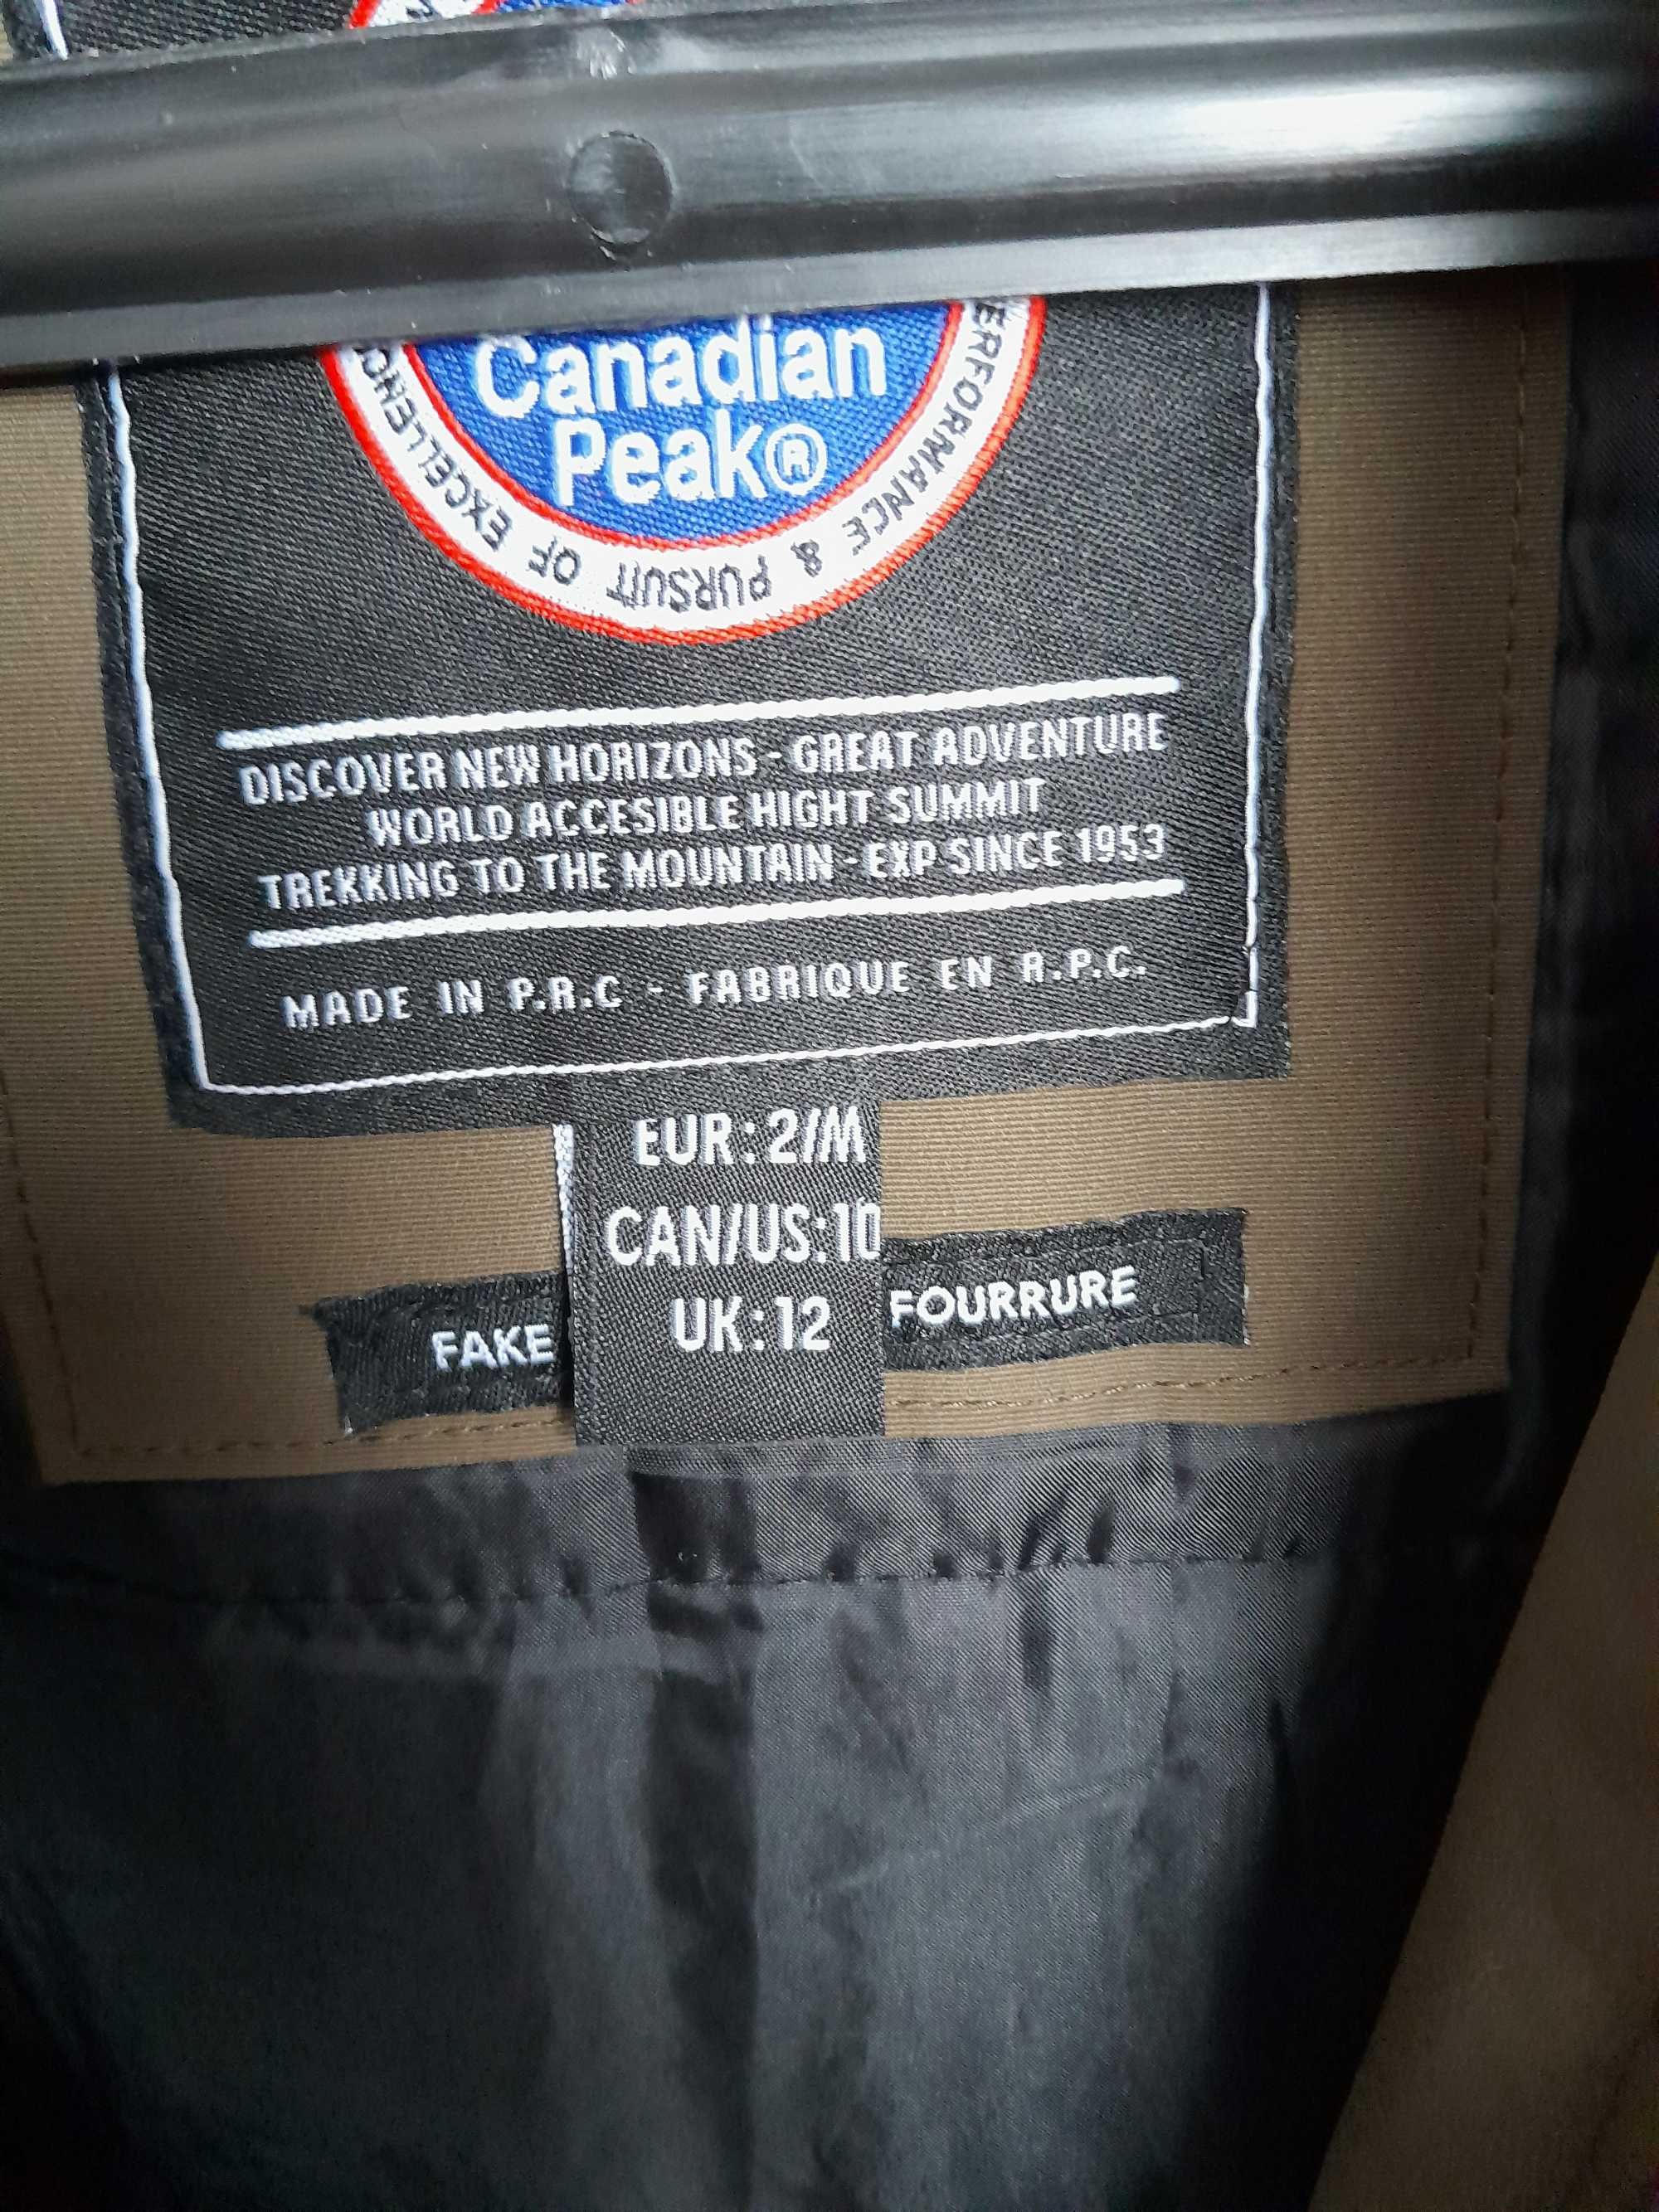 Canadian
Peak®
PERFORMANCE & PURSUIT OF EXCELLENCE
DISCOVER NEW HORIZONS - GREAT ADVENTURE
WORLD ACCESIBLE HIGHT SUMMIT
TREKKING TO THE MOUNTAIN - EXP SINCE 1953
MADE IN P.R.C - FABRIQUE EN R.P.C.
EUR: 2/M
CAN/US: 10
UK: 12
FAKE
FOURRURE